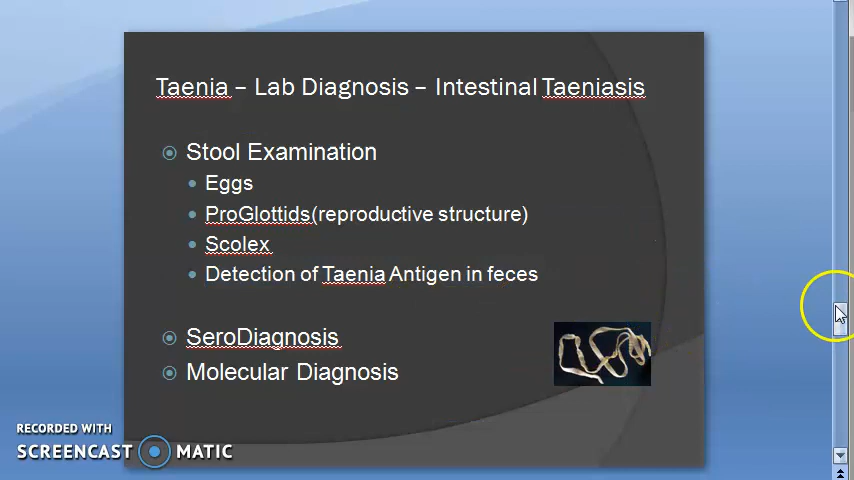 Taenia – Lab Diagnosis – Intestinal Taeniasis
Stool Examination
Eggs
ProGlottids(reproductive structure)
Scolex
Detection of Taenia Antigen in feces
SeroDiagnosis
Molecular Diagnosis
RECORDED WITH
SCREENCAST MATIC